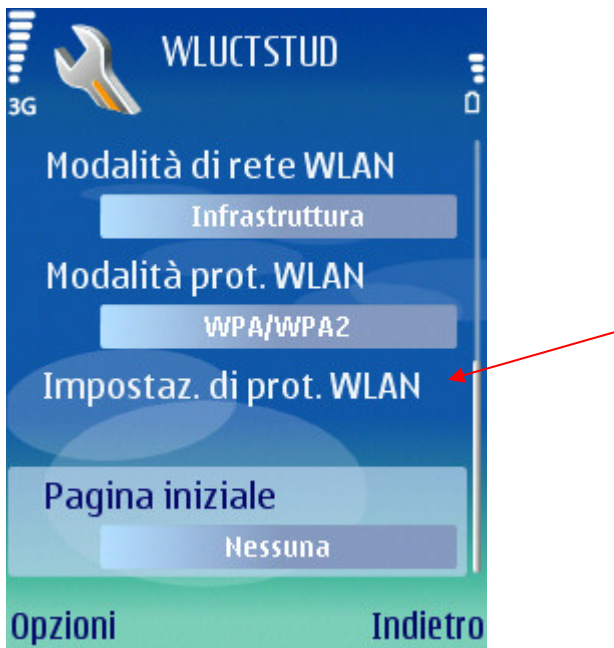 WLUCTSTUD
3G
Modalità di rete WLAN
Infrastruttura
Modalità prot. WLAN
WPA/WPA2
Impostaz. di prot. WLAN
Pagina iniziale
Nessuna
Opzioni Indietro